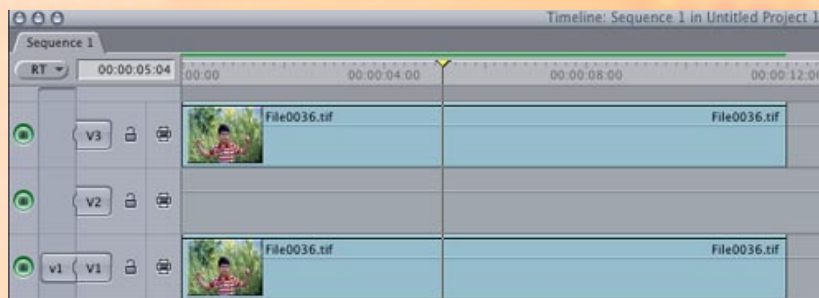 Timeline: Sequence 1 in Untitled Project 1
Sequence 1
RT 00:00:05:04 :00:00 00:00:04:00 00:00:08:00 00:00:12:0
V3 File0036.tif File0036.tif
V2
v1 V1 File0036.tif File0036.tif